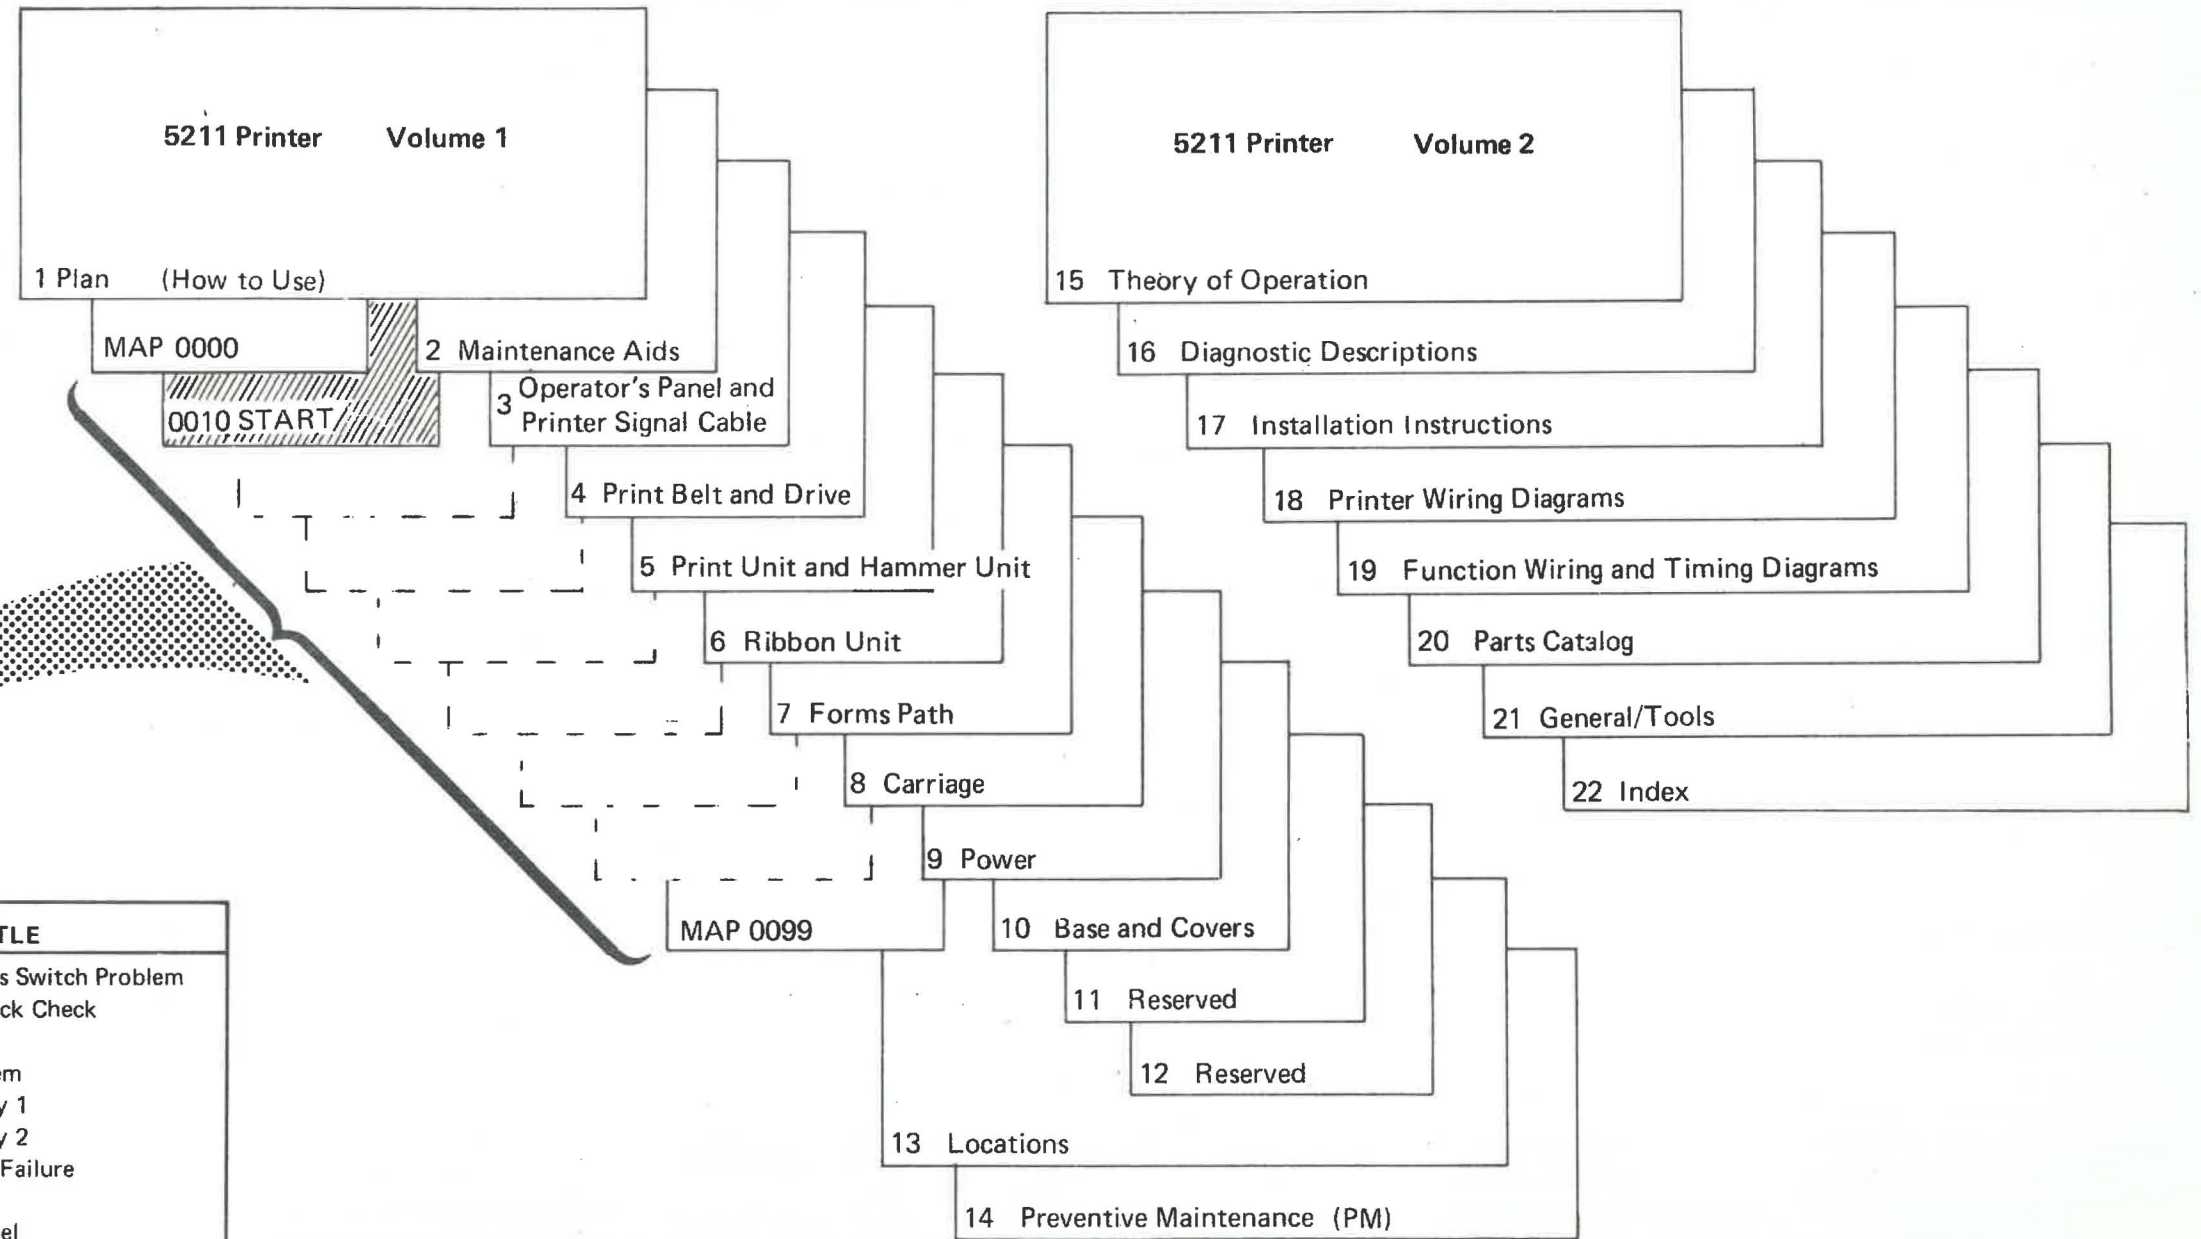 5211 Printer Volume 1
1 Plan (How to Use)
MAP 0000
0010 START
2 Maintenance Aids
3 Operator's Panel and
Printer Signal Cable
4 Print Belt and Drive
5 Print Unit and Hammer Unit
6 Ribbon Unit
7 Forms Path
8 Carriage
9 Power
MAP 0099
10 Base and Covers
11 Reserved
12 Reserved
13 Locations
14 Preventive Maintenance (PM)
5211 Printer Volume 2
15 Theory of Operation
16 Diagnostic Descriptions
17 Installation Instructions
18 Printer Wiring Diagrams
19 Function Wiring and Timing Diagrams
20 Parts Catalog
21 General/Tools
22 Index
TLE
s Switch Problem
ck Check
em
y 1
y 2
Failure
el